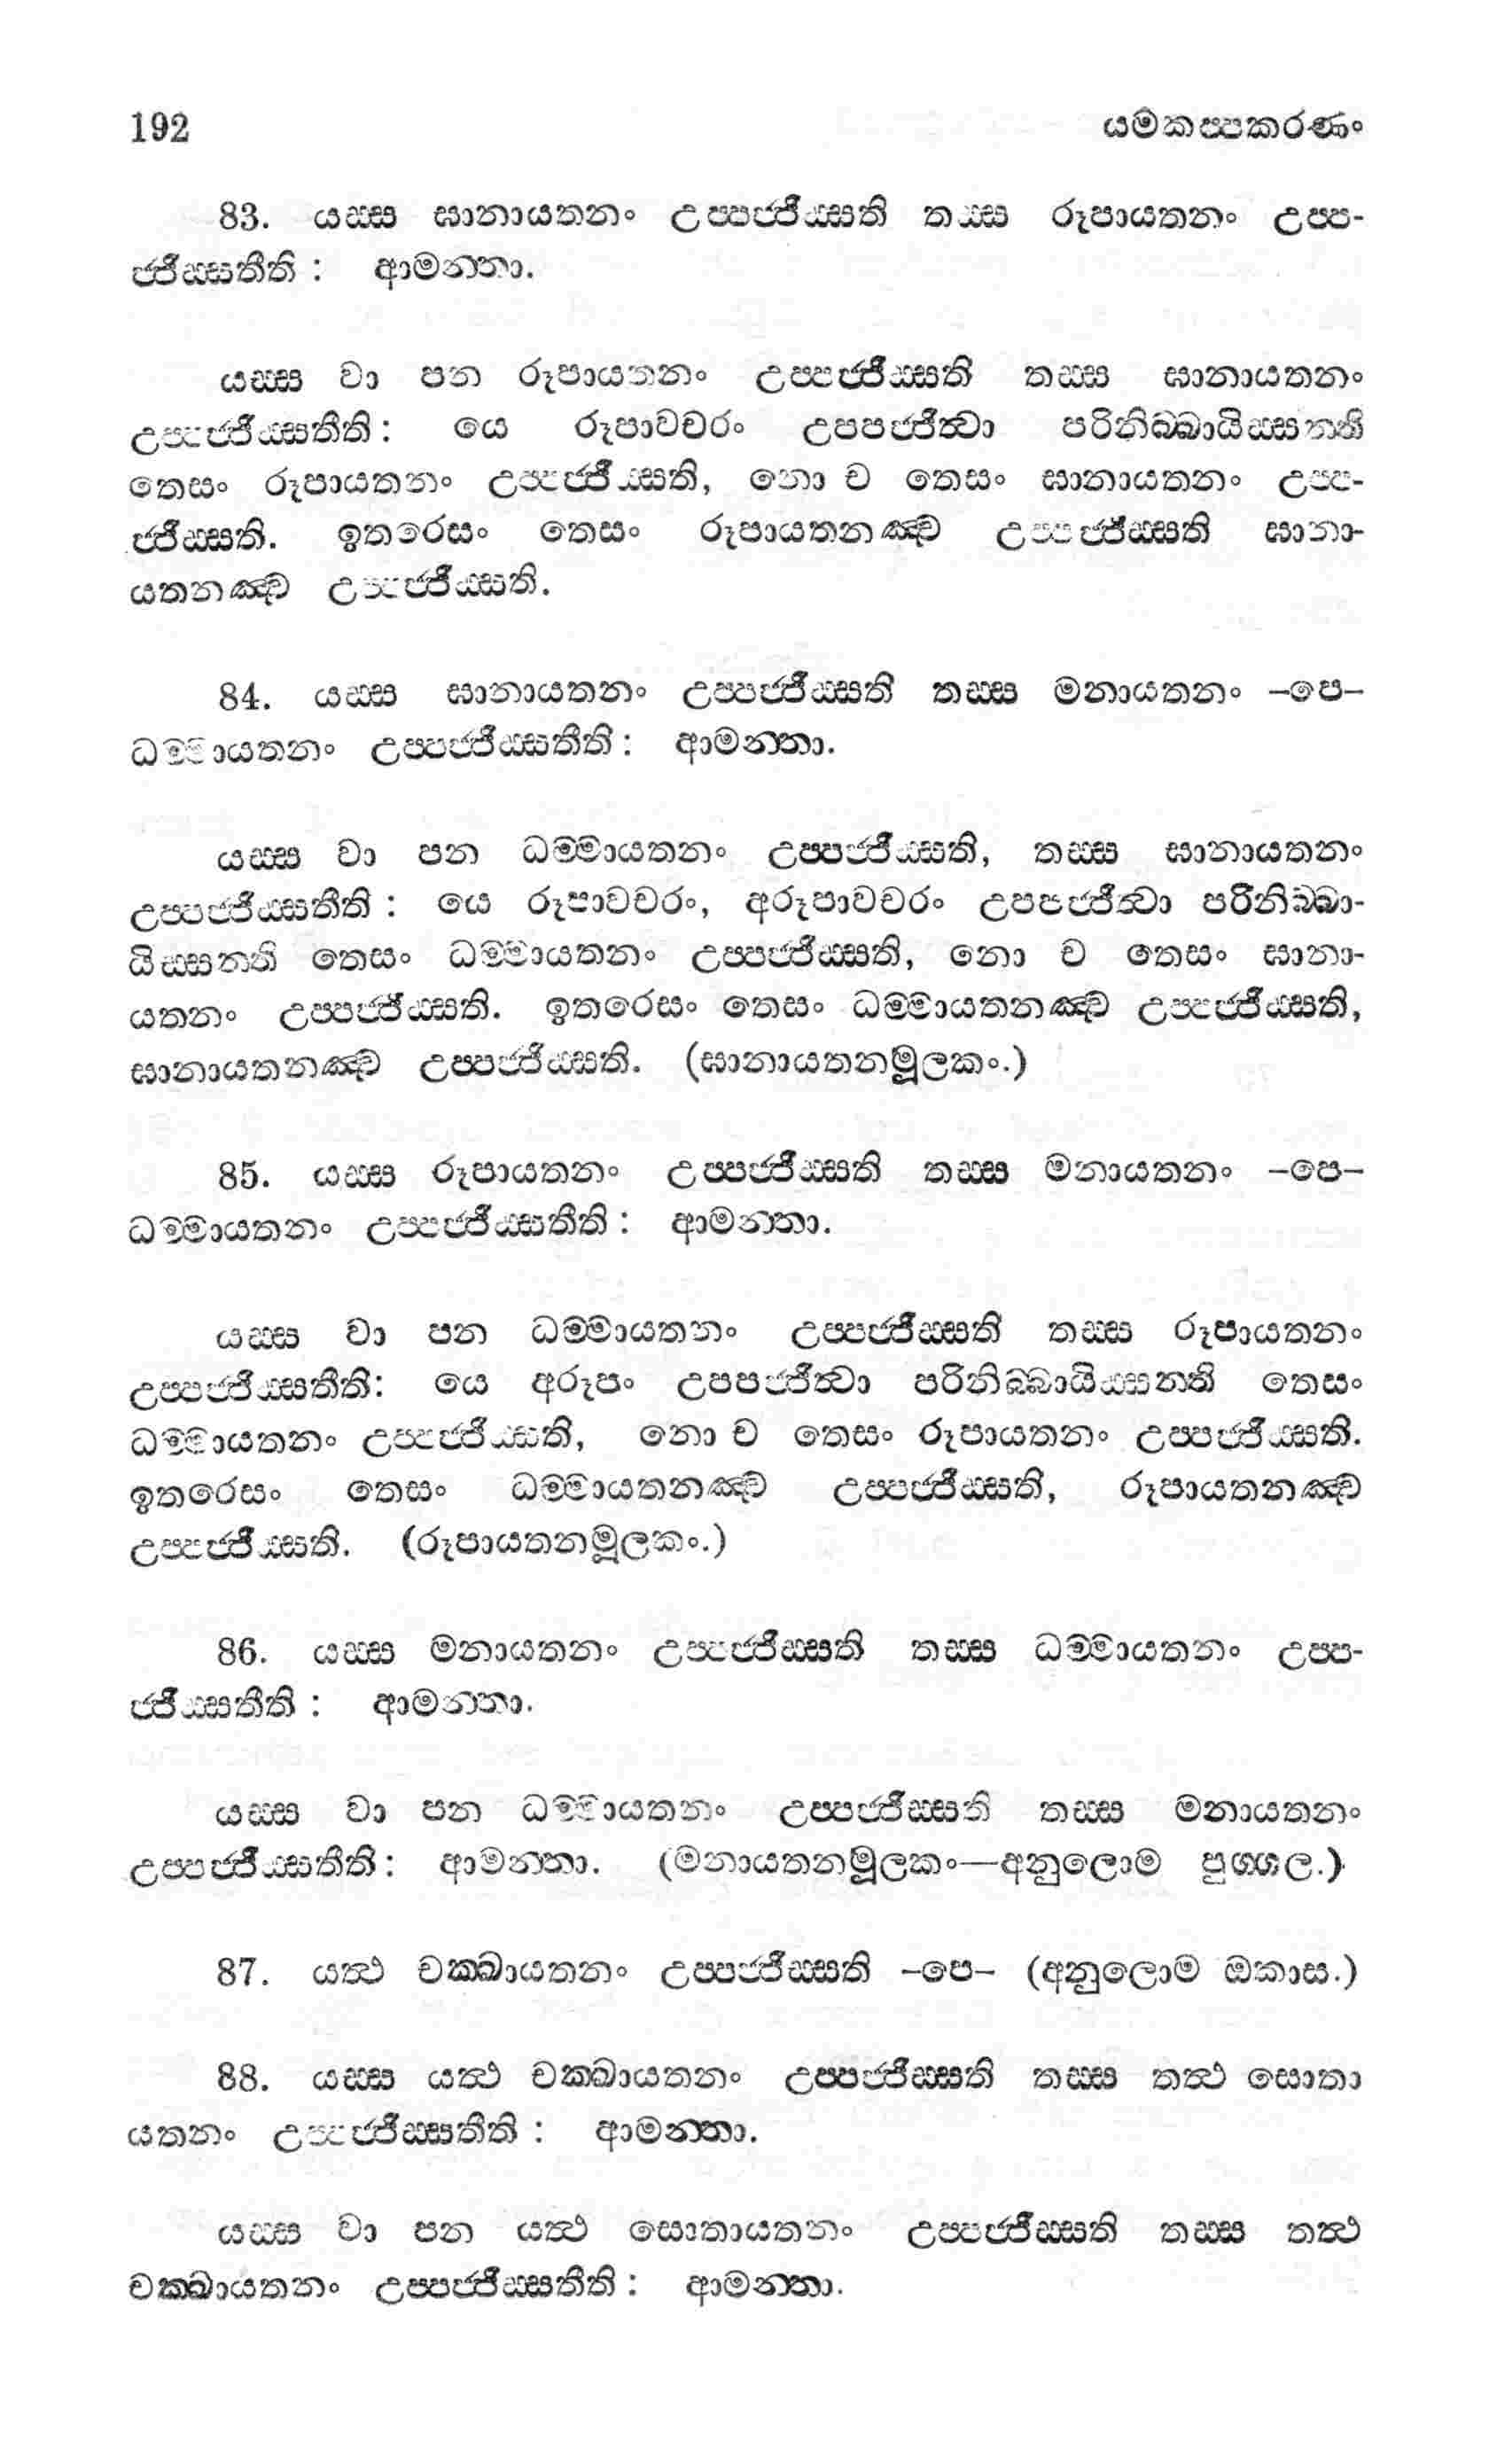 192 යමකප්පකරණං
83. යස්ස ඝානායතනං උප්පජ්ජිස්සති තස්ස රූපායතනං උප්ප-
ජ්ජිස්සතීති : ආමන්තා.
යස්ස වා පන රූපායතනං උප්පජ්ජිස්සති තස්ස ඝානායතනං
උප්පජ්ජිස්සතීති : යෙ රූපාවචරං උපපජ්ජිත්වා පරිනිබ්බායිස්සන්ති
තෙසං රූපායතනං උප්පජ්ජිස්සති, නො ච තෙසං ඝානායතනං උප්ප-
ජ්ජිස්සති. ඉතරෙසං තෙසං රූපායතනඤ්ච උප්පජ්ජිස්සති ඝානා-
යතනඤ්ච උප්පජ්ජිස්සති.
84. යස්ස ඝානායතනං උප්පජ්ජිස්සති තස්ස මනායතනං –පෙ–
ධම්මායතනං උප්පජ්ජිස්සතීති : ආමන්තා.
යස්ස වා පන ධම්මායතනං උප්පජ්ජිස්සති, තස්ස ඝානායතනං
උප්පජ්ජිස්සතීති : යෙ රූපාවචරං, අරූපාවචරං උපපජ්ජිත්වා පරිනිබ්බා-
යිස්සන්ති තෙසං ධම්මායතනං උප්පජ්ජිස්සති, නො ච තෙසං ඝානා-
යතනං උප්පජ්ජිස්සති. ඉතරෙසං තෙසං ධම්මායතනඤ්ච උප්පජ්ජිස්සති,
ඝානායතනඤ්ච උප්පජ්ජිස්සති. (ඝානායතනමූලකං.)
85. යස්ස රූපායතනං උප්පජ්ජිස්සති තස්ස මනායතනං –පෙ–
ධම්මායතනං උප්පජ්ජිස්සතීති : ආමන්තා.
යස්ස වා පන ධම්මායතනං උප්පජ්ජිස්සති තස්ස රූපායතනං
උප්පජ්ජිස්සතීති: යෙ අරූපං උපපජ්ජිත්වා පරිනිබ්බායිස්සන්ති තෙසං
ධම්මායතනං උප්පජ්ජිස්සති, නො ච තෙසං රූපායතනං උප්පජ්ජිස්සති.
ඉතරෙසං තෙසං ධම්මායතනඤ්ච උප්පජ්ජිස්සති, රූපායතනඤ්ච
උප්පජ්ජිස්සති. (රූපායතනමූලකං.)
86. යස්ස මනායතනං උප්පජ්ජිස්සති තස්ස ධම්මායතනං උප්ප-
ජ්ජිස්සතීති : ආමන්තා.
යස්ස වා පන ධම්මායතනං උප්පජ්ජිස්සති තස්ස මනායතනං
උප්පජ්ජිස්සතීති : ආමන්තා. (මනායතනමූලකං—අනුලොම පුග්ගල.)
87. යත්ථ චක්ඛායතනං උප්පජ්ජිස්සති –පෙ– (අනුලොම ඔකාස.)
88. යස්ස යත්ථ චක්ඛායතනං උප්පජ්ජිස්සති තස්ස තත්ථ සොතා
යතනං උප්පජ්ජිස්සතීති : ආමන්තා.
යස්ස වා පන යත්ථ සොතායතනං උප්පජ්ජිස්සති තස්ස තත්ථ
චක්ඛායතනං උප්පජ්ජිස්සතීති : ආමන්තා.